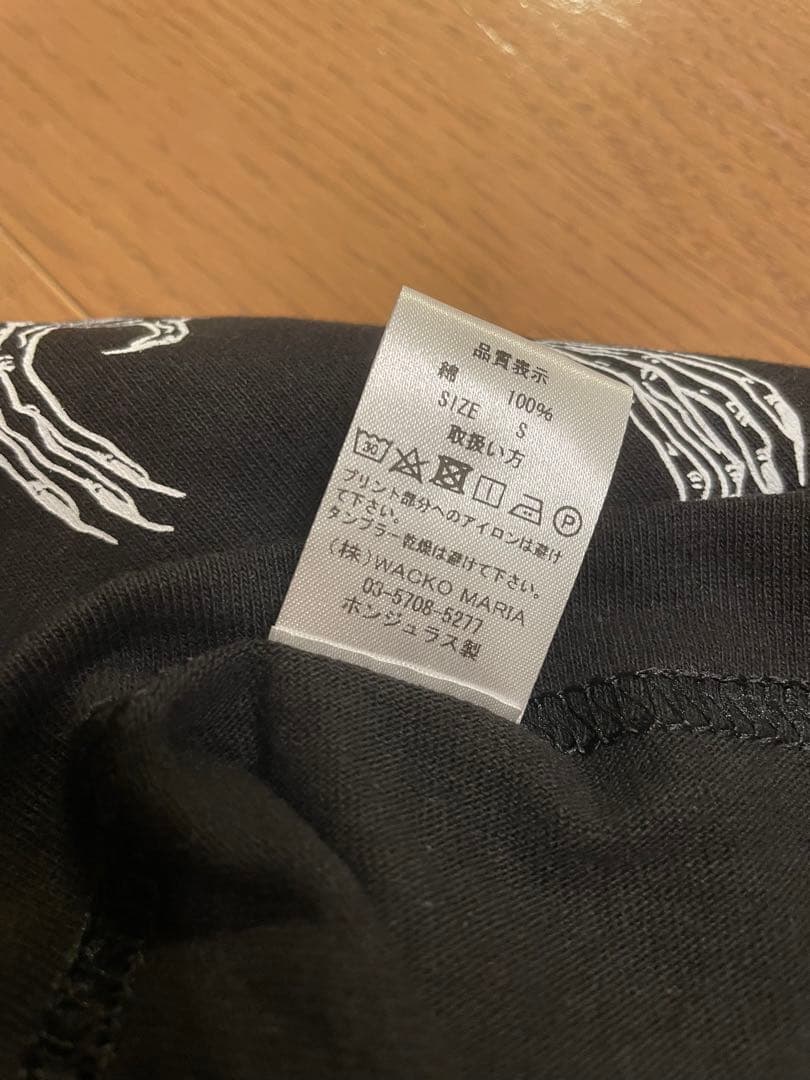 品質表示
綿 100%
SIZE S
取扱い方
30 P
プリント部分へのアイロンは避け
て下さい。
タンブラー乾燥は避けて下さい。
(株)WACKO MARIA
03-5708-5277
ホンジュラス製